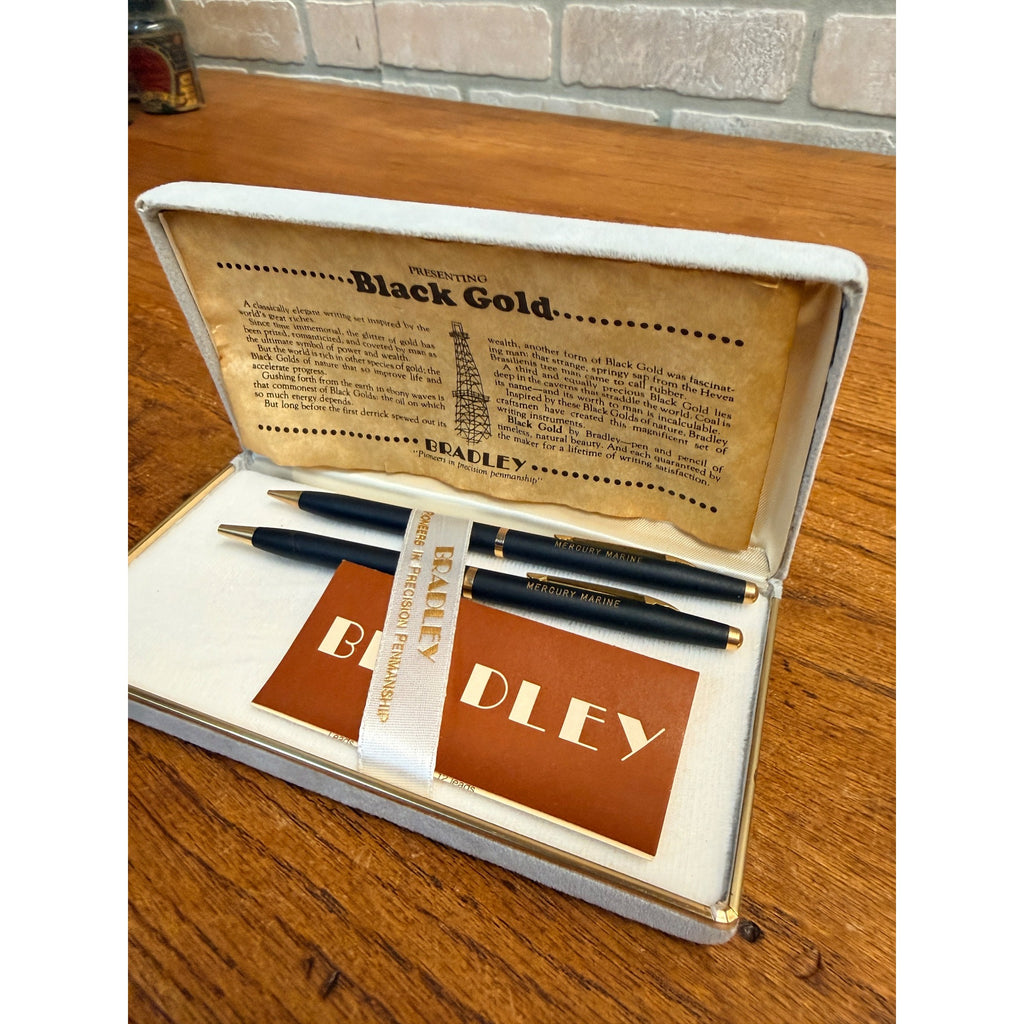 PRESENTING
Black Gold
A classically elegant writing set inspired by the
world's great riches.
Since time immemorial, the glitter of gold has
been prized, romanticized, and coveted by man as
the ultimate symbol of power and wealth.
But the world is rich in other species of gold; the
Black Golds of nature that so improve life and
accelerate progress.
Gushing forth from the earth in ebony waves is
that commonest of Black Golds: the oil on which
so much energy depends.
But long before the first derrick spewed out its
wealth, another form of Black Gold was fascinat-
ing man: that strange, springy sap from the Hevea
Brasiliensis tree man came to call rubber.
A third and equally precious Black Gold lies
deep in the caverns that straddle the world. Coal is
its name—and its worth to man is incalculable.
Inspired by these Black Golds of nature, Bradley
craftsmen have created this magnificent set of
writing instruments.
Black Gold by Bradley—pen and pencil of
timeless, natural beauty. And each guaranteed by
the maker for a lifetime of writing satisfaction.
BRADLEY
"Pioneers in precision penmanship"
MERCURY MARINE
MERCURY MARINE
BRADLEY
PIONEERS IN PRECISION PENMANSHIP
B DLEY
Leads
12 leads